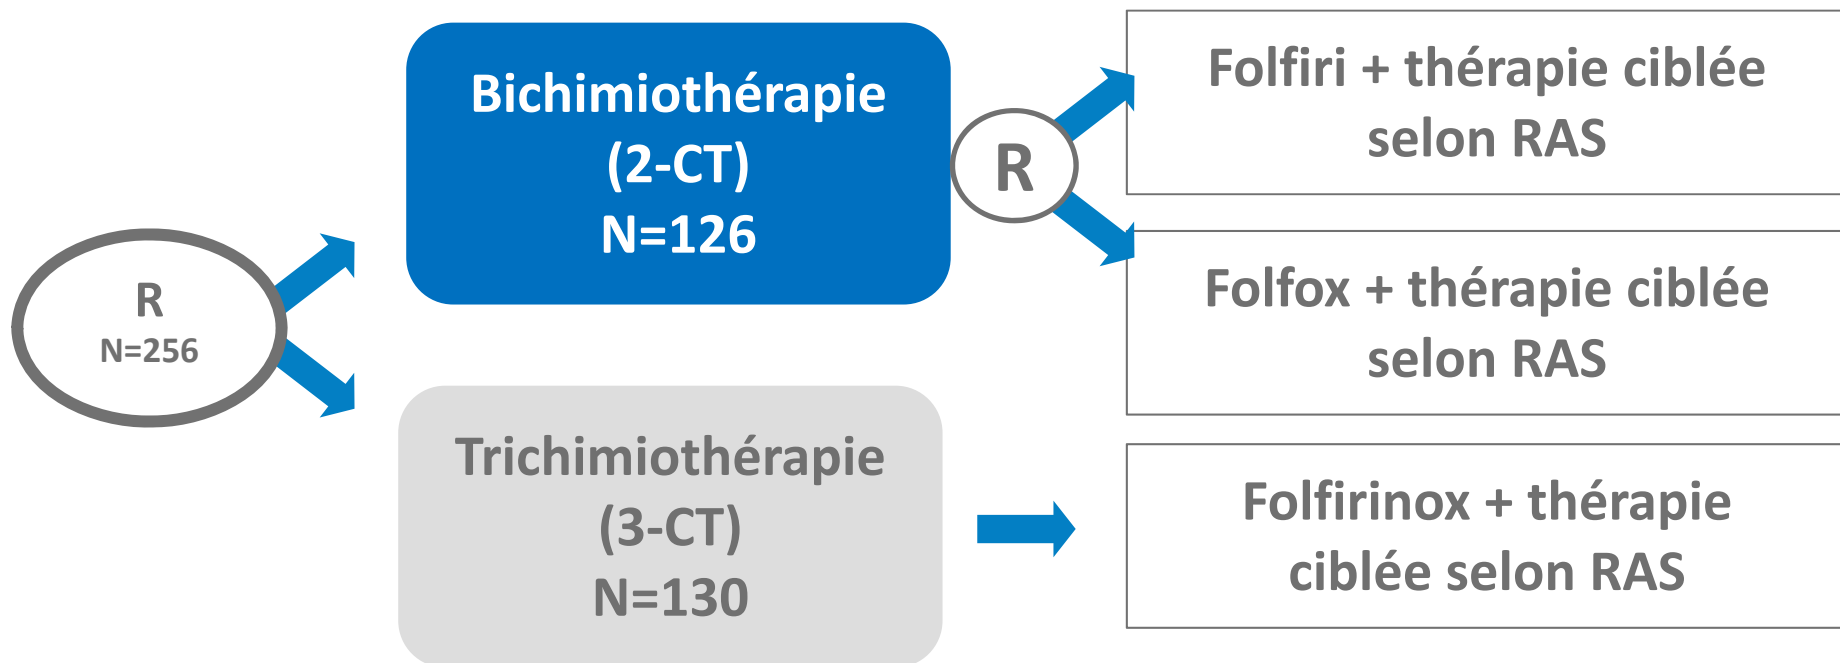 R
N=256
Bichimiothérapie
(2-CT)
N=126
R
Folfiri + thérapie ciblée
selon RAS
Folfox + thérapie ciblée
selon RAS
Trichimiothérapie
(3-CT)
N=130
Folfirinox + thérapie
ciblée selon RAS